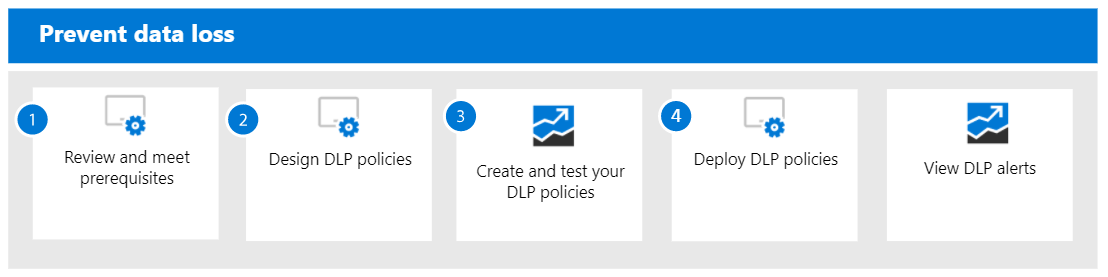 Prevent data loss
1
Review and meet
prerequisites
2
Design DLP policies
3
Create and test your
DLP policies
4
Deploy DLP policies
View DLP alerts